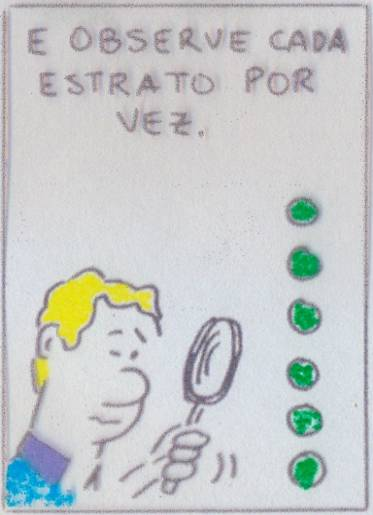 E OBSERVE CADA
ESTRATO POR
VEZ.